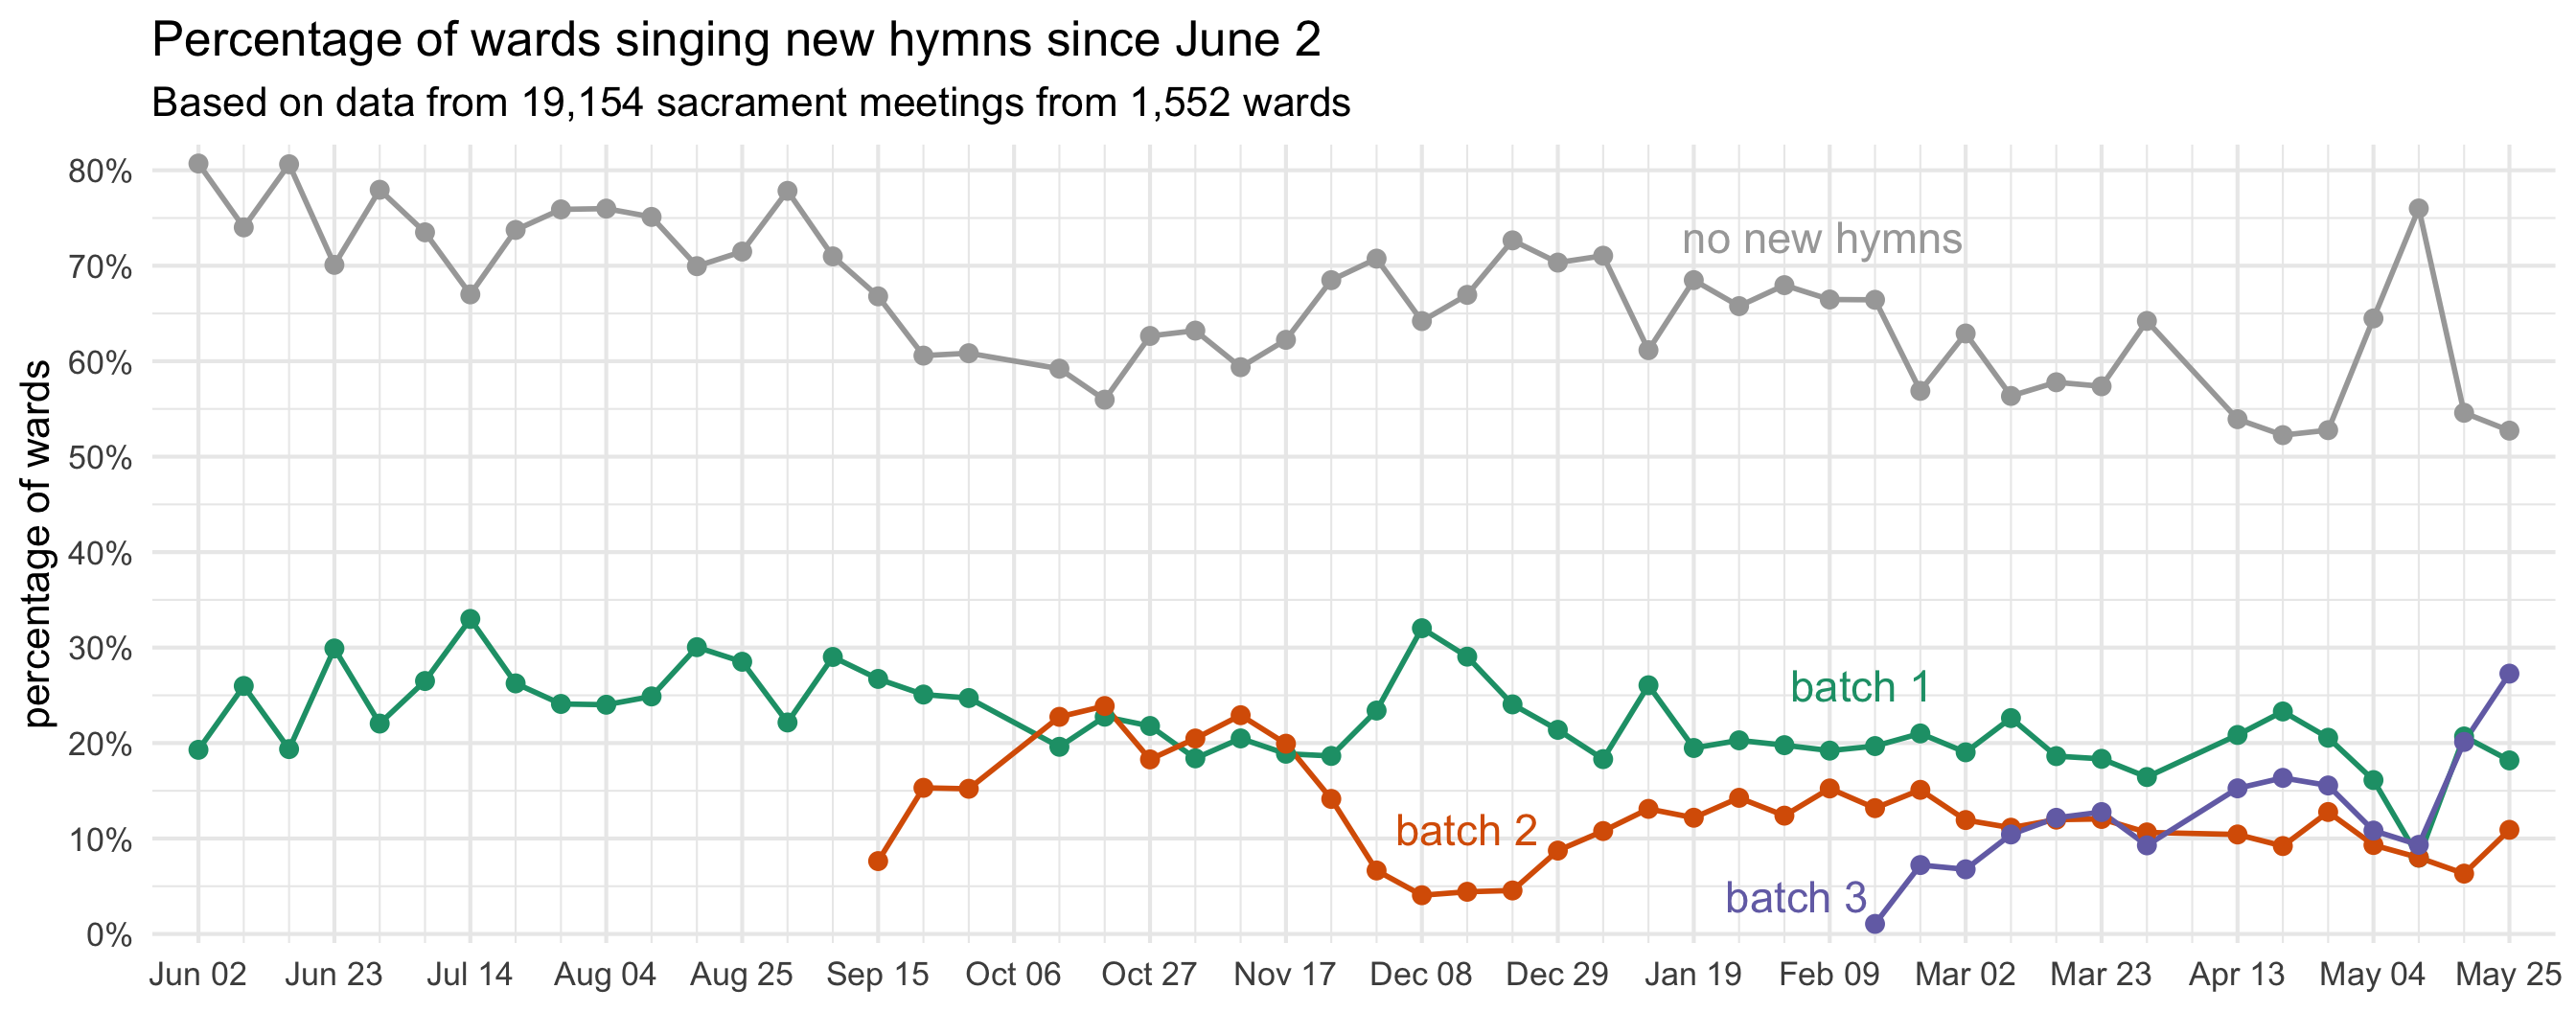 Percentage of wards singing new hymns since June 2
Based on data from 19,154 sacrament meetings from 1,552 wards
percentage of wards
80%
70%
60%
50%
40%
30%
20%
10%
0%
no new hymns
batch 1
batch 2
batch 3
Jun 02 Jun 23 Jul 14 Aug 04 Aug 25 Sep 15 Oct 06 Oct 27 Nov 17 Dec 08 Dec 29 Jan 19 Feb 09 Mar 02 Mar 23 Apr 13 May 04 May 25